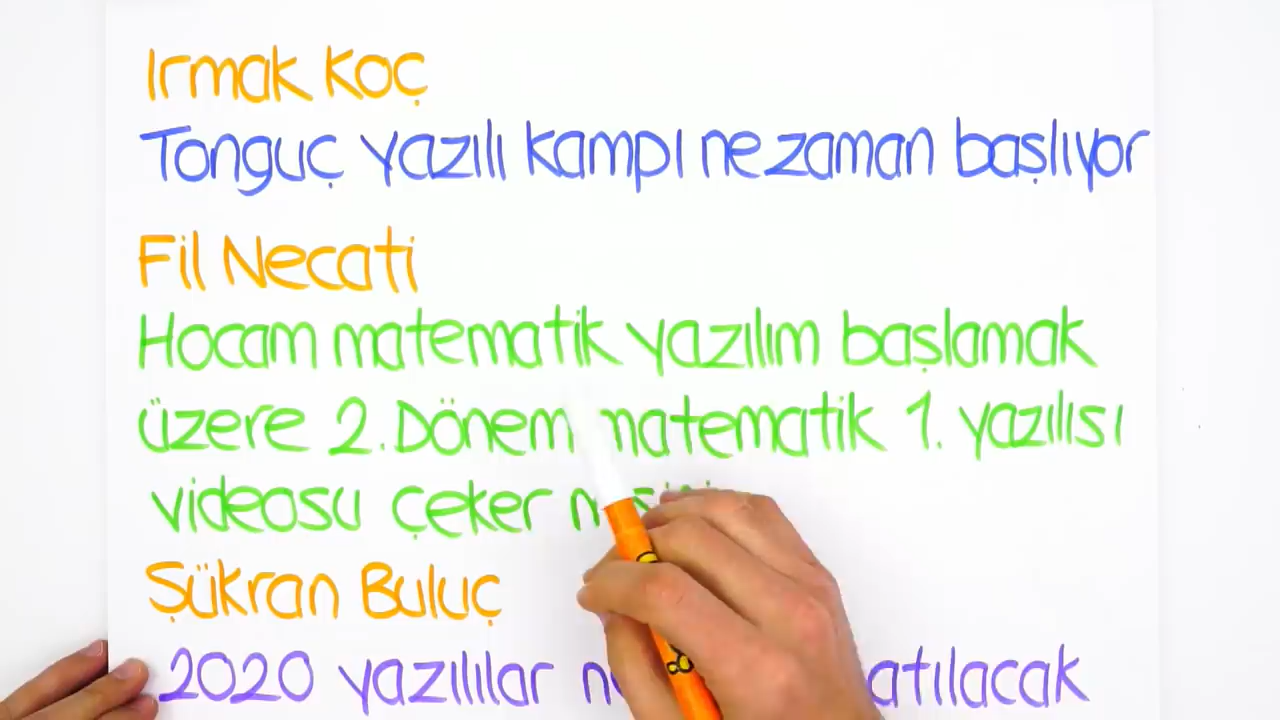 Irmak Koç
Tonguç yazılı kampı ne zaman başlıyor
Fil Necati
Hocam matematik yazılım başlamak
üzere 2. Dönem matematik 1. yazılısı
videosu çeker
Şükran Buluç
2020 yazılılar atılacak